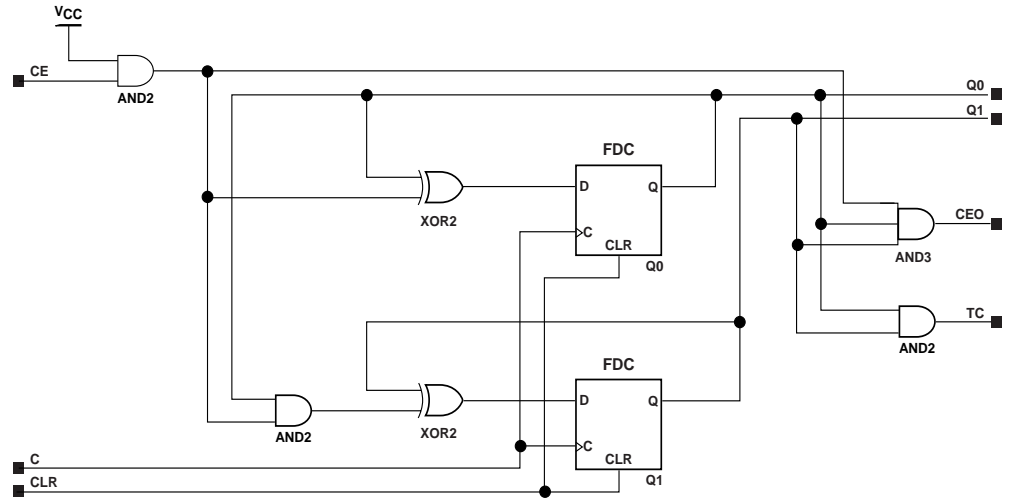 VCC
CE
AND2
Q0
Q1
FDC
D
Q
XOR2
C
CLR
Q0
CEO
AND3
TC
AND2
FDC
D
Q
AND2
XOR2
C
CLR
Q1
C
CLR